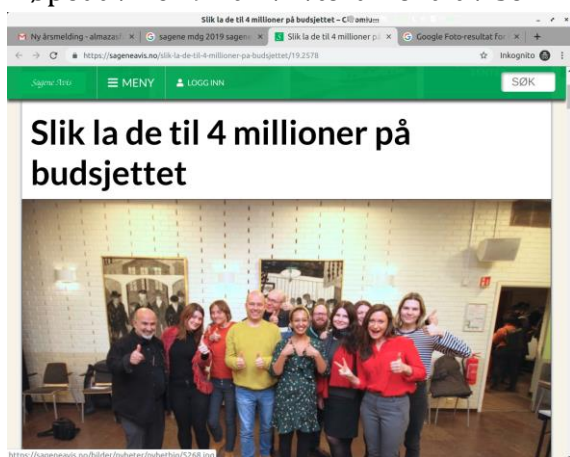 Slik la de til 4 millioner på budsjettet – Chromium
Ny årsmelding - almazasf
sagene mdg 2019 sagen
Slik la de til 4 millioner på
Google Foto-resultat for
https://sageneavis.no/slik-la-de-til-4-millioner-pa-budsjettet/19.2578
Inkognito
Sagene Avis
MENY
LOGG INN
SØK
Slik la de til 4 millioner på
budsjettet
https://sageneavis.no/bilder/nyheter/nyhetbig/5268.jpg